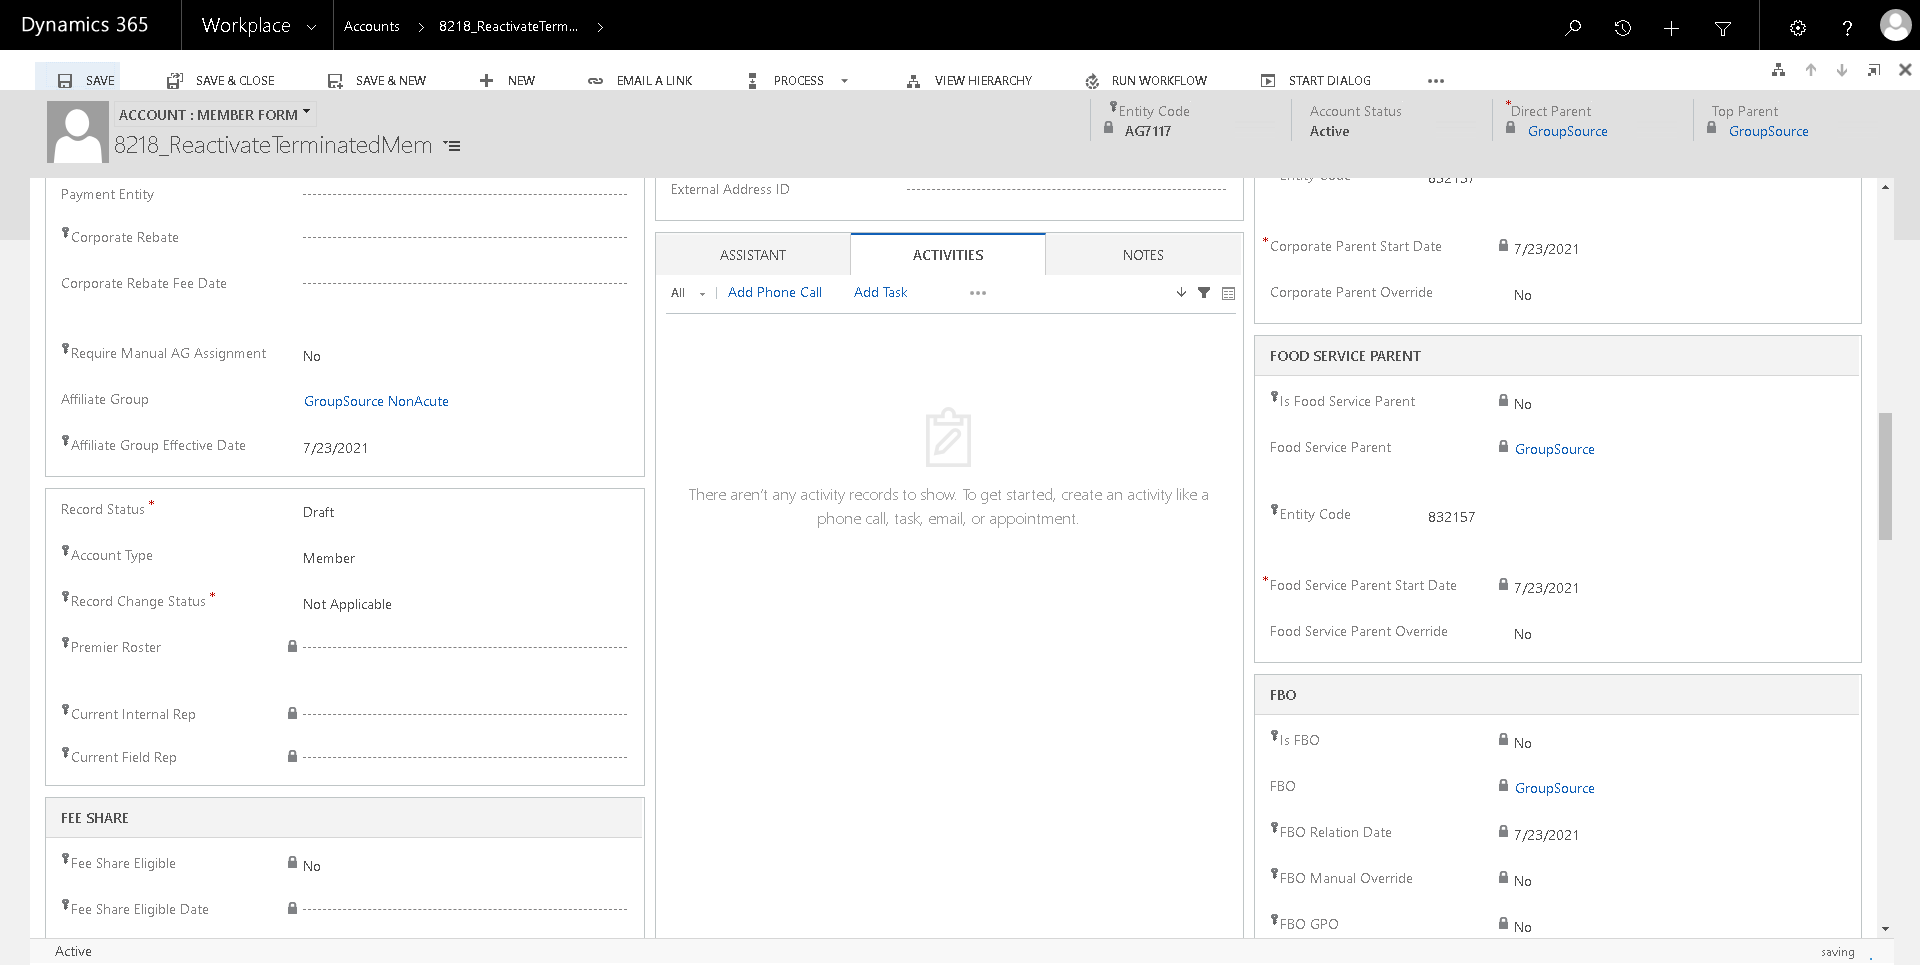 Dynamics 365
Workplace
Accounts > 8218_ReactivateTerm... >
SAVE
SAVE & CLOSE
SAVE & NEW
NEW
EMAIL A LINK
PROCESS
VIEW HIERARCHY
RUN WORKFLOW
START DIALOG
ACCOUNT : MEMBER FORM
8218_ReactivateTerminatedMem
Entity Code
AG7117
Account Status
Active
*Direct Parent
GroupSource
Top Parent
GroupSource
Payment Entity
Corporate Rebate
Corporate Rebate Fee Date
Require Manual AG Assignment No
Affiliate Group GroupSource NonAcute
Affiliate Group Effective Date 7/23/2021
Record Status * Draft
Account Type Member
Record Change Status * Not Applicable
Premier Roster
Current Internal Rep
Current Field Rep
FEE SHARE
Fee Share Eligible No
Fee Share Eligible Date
External Address ID
ASSISTANT
ACTIVITIES
NOTES
All
Add Phone Call
Add Task
There aren't any activity records to show. To get started, create an activity like a
phone call, task, email, or appointment.
Entity Code 832157
*Corporate Parent Start Date 7/23/2021
Corporate Parent Override No
FOOD SERVICE PARENT
Is Food Service Parent No
Food Service Parent GroupSource
Entity Code 832157
*Food Service Parent Start Date 7/23/2021
Food Service Parent Override No
FBO
Is FBO No
FBO GroupSource
FBO Relation Date 7/23/2021
FBO Manual Override No
FBO GPO No
Active
saving